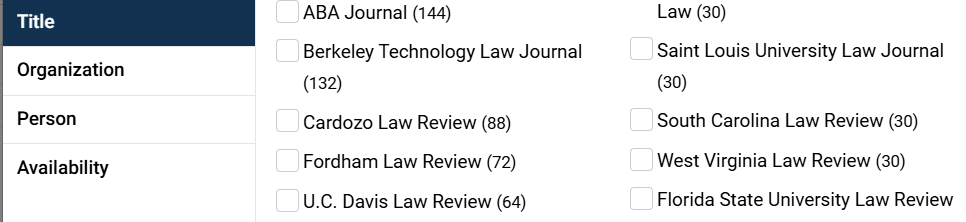 Title
Organization
Person
Availability
ABA Journal (144)
Berkeley Technology Law Journal
(132)
Cardozo Law Review (88)
Fordham Law Review (72)
U.C. Davis Law Review (64)
Law (30)
Saint Louis University Law Journal
(30)
South Carolina Law Review (30)
West Virginia Law Review (30)
Florida State University Law Review